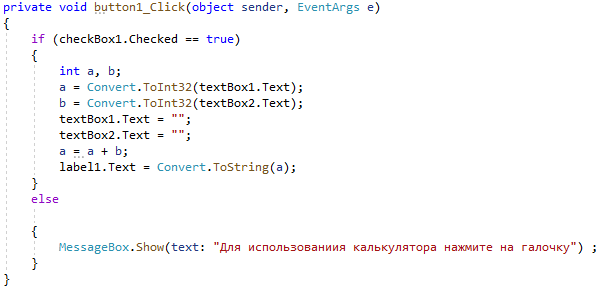 private void button1_Click(object sender, EventArgs e)
{
if (checkBox1.Checked == true)
{
int a, b;
a = Convert.ToInt32(textBox1.Text);
b = Convert.ToInt32(textBox2.Text);
textBox1.Text = "";
textBox2.Text = "";
a = a + b;
label1.Text = Convert.ToString(a);
}
else
{
MessageBox.Show(text: "Для использованиия калькулятора нажмите на галочку") ;
}
}